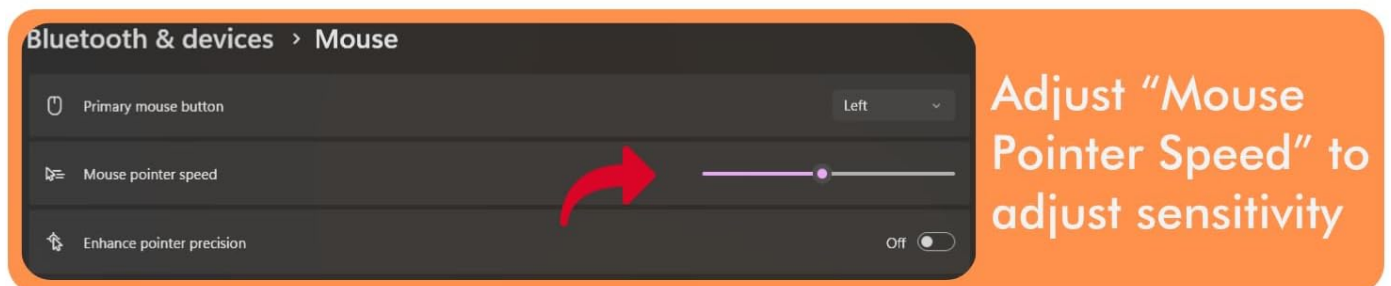 Bluetooth & devices > Mouse
Primary mouse button
Left
Mouse pointer speed
Enhance pointer precision
Off
Adjust “Mouse
Pointer Speed” to
adjust sensitivity